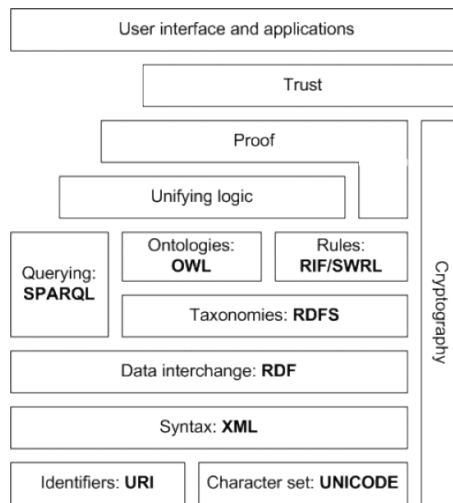 User interface and applications
Trust
Proof
Unifying logic
Ontologies:
OWL
Rules:
RIF/SWRL
Querying:
SPARQL
Taxonomies: RDFS
Cryptography
Data interchange: RDF
Syntax: XML
Identifiers: URI
Character set: UNICODE